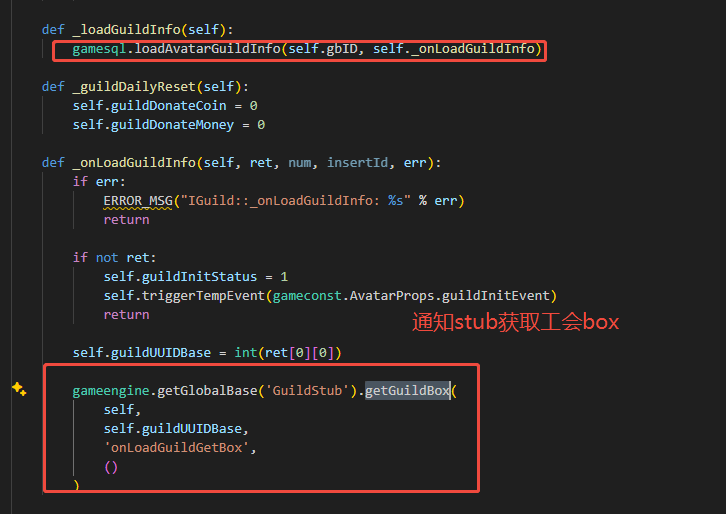 def _loadGuildInfo(self):
gamesql.loadAvatarGuildInfo(self.gbID, self._onLoadGuildInfo)
def _guildDailyReset(self):
self.guildDonateCoin = 0
self.guildDonateMoney = 0
def _onLoadGuildInfo(self, ret, num, insertId, err):
if err:
ERROR_MSG("IGuild::_onLoadGuildInfo: %s" % err)
return
if not ret:
self.guildInitStatus = 1
self.triggerTempEvent(gameconst.AvatarProps.guildInitEvent)
return
通知stub获取工会box
self.guildUUIDBase = int(ret[0][0])
gameengine.getGlobalBase('GuildStub').getGuildBox(
self,
self.guildUUIDBase,
'onLoadGuildGetBox',
()
)